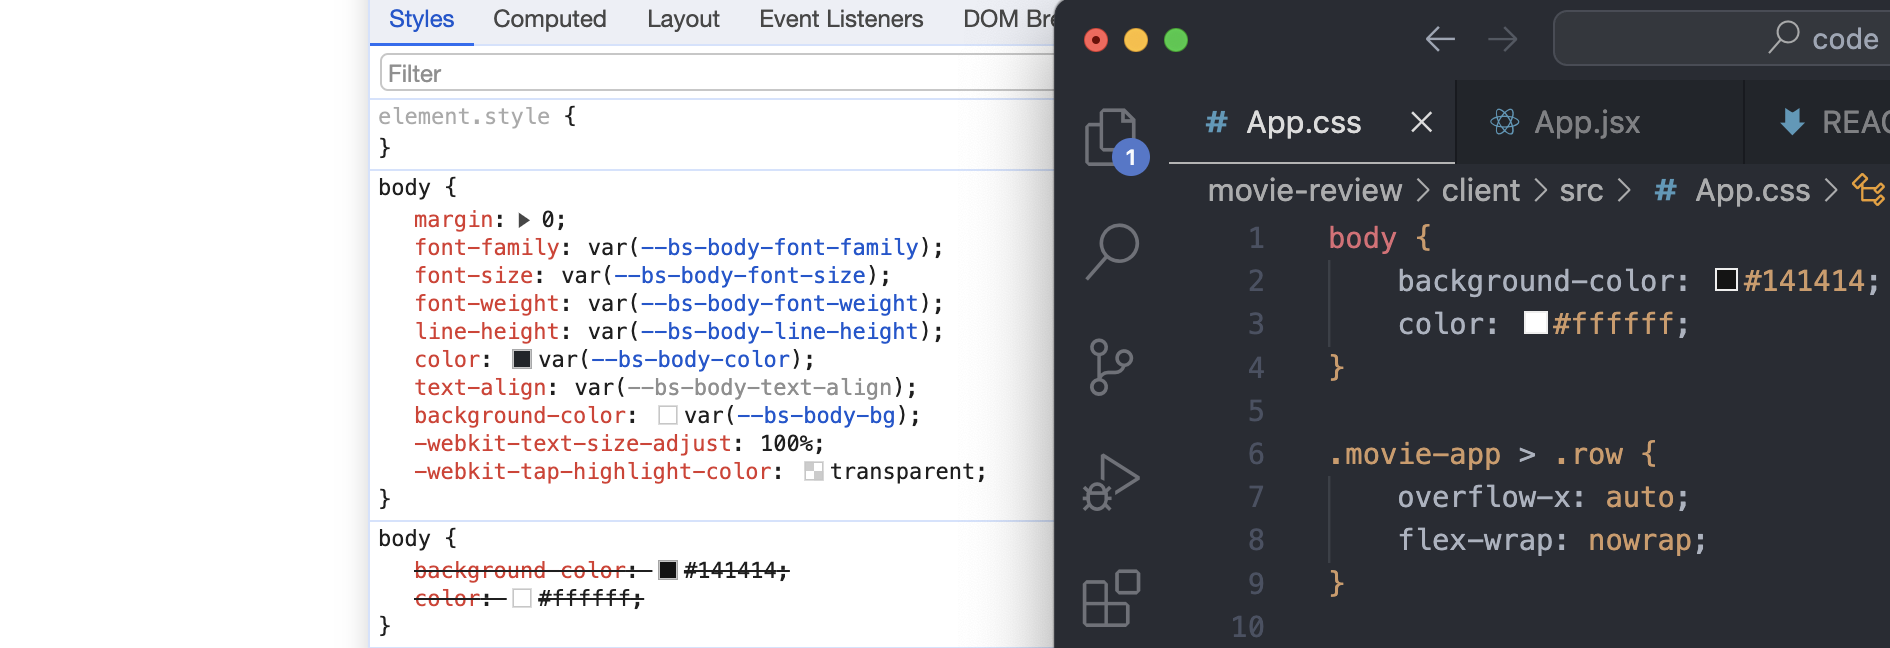 Styles Computed Layout Event Listeners DOM Bre
Filter
element.style {
}
body {
margin: 0;
font-family: var(--bs-body-font-family);
font-size: var(--bs-body-font-size);
font-weight: var(--bs-body-font-weight);
line-height: var(--bs-body-line-height);
color: var(--bs-body-color);
text-align: var(--bs-body-text-align);
background-color: var(--bs-body-bg);
-webkit-text-size-adjust: 100%;
-webkit-tap-highlight-color: transparent;
}
body {
background-color: #141414;
color: #ffffff;
}
code
1
# App.css App.jsx REA
movie-review > client > src > # App.css >
1 body {
2 background-color: #141414;
3 color: #ffffff;
4 }
5
6 .movie-app > .row {
7 overflow-x: auto;
8 flex-wrap: nowrap;
9 }
10